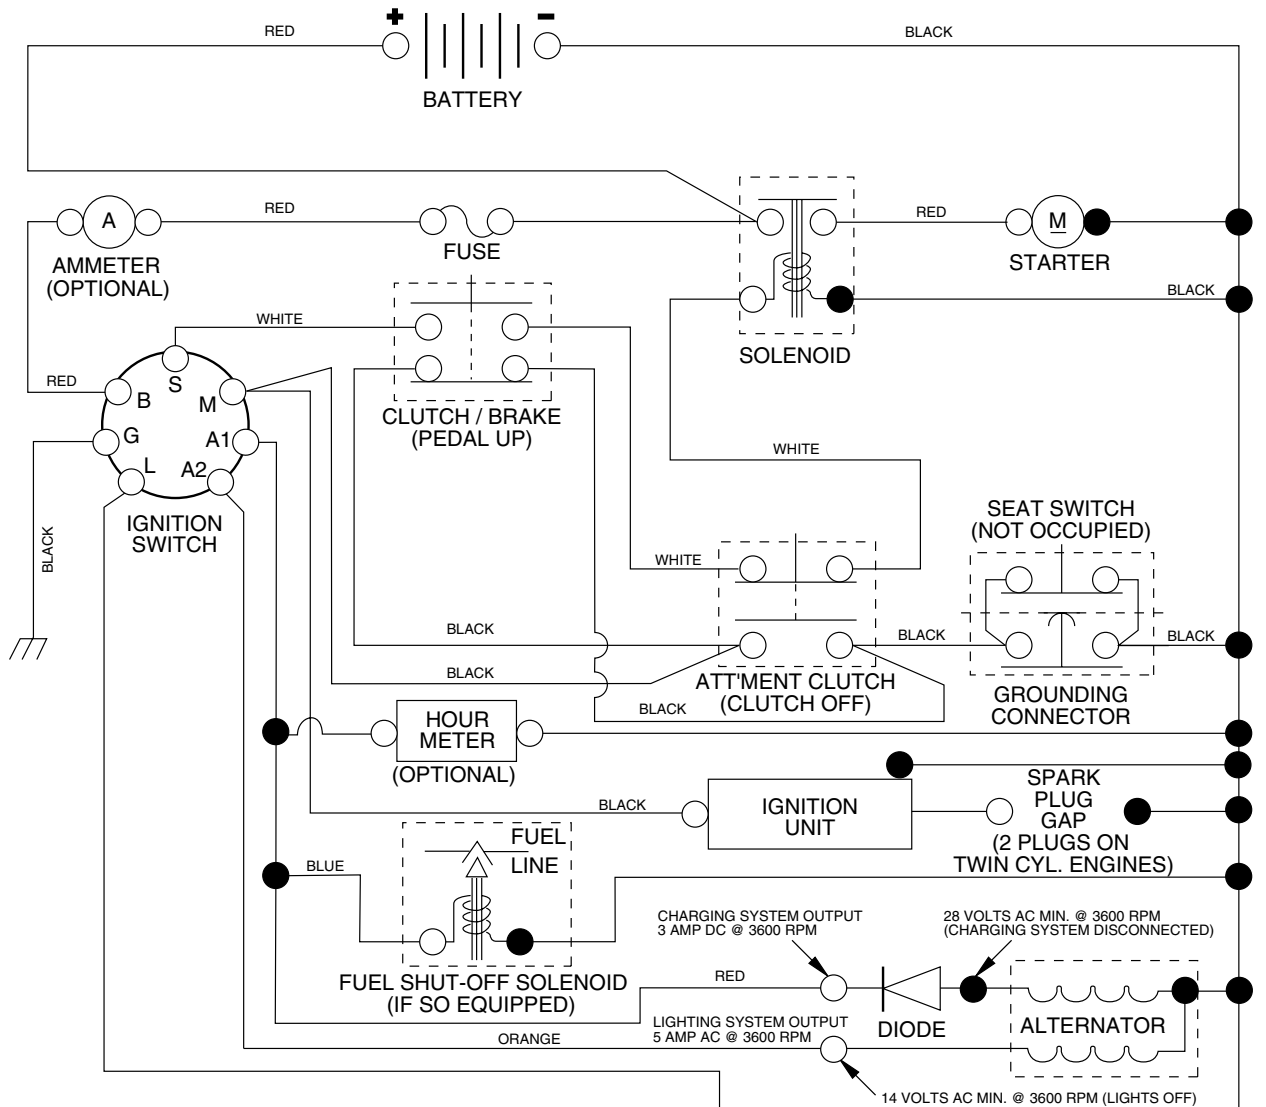 + −
RED
BLACK
BATTERY
A
RED
RED
M
FUSE
AMMETER
(OPTIONAL)
STARTER
BLACK
WHITE
SOLENOID
RED
S
B
M
G
A1
L
A2
CLUTCH / BRAKE
(PEDAL UP)
WHITE
IGNITION
SWITCH
BLACK
SEAT SWITCH
(NOT OCCUPIED)
WHITE
BLACK
BLACK
BLACK
BLACK
ATT'MENT CLUTCH
(CLUTCH OFF)
BLACK
GROUNDING
CONNECTOR
HOUR
METER
(OPTIONAL)
BLACK
IGNITION
UNIT
SPARK
PLUG
GAP
(2 PLUGS ON
TWIN CYL. ENGINES)
FUEL
LINE
BLUE
FUEL SHUT-OFF SOLENOID
(IF SO EQUIPPED)
CHARGING SYSTEM OUTPUT
3 AMP DC @ 3600 RPM
28 VOLTS AC MIN. @ 3600 RPM
(CHARGING SYSTEM DISCONNECTED)
RED
DIODE
ALTERNATOR
LIGHTING SYSTEM OUTPUT
5 AMP AC @ 3600 RPM
ORANGE
14 VOLTS AC MIN. @ 3600 RPM (LIGHTS OFF)